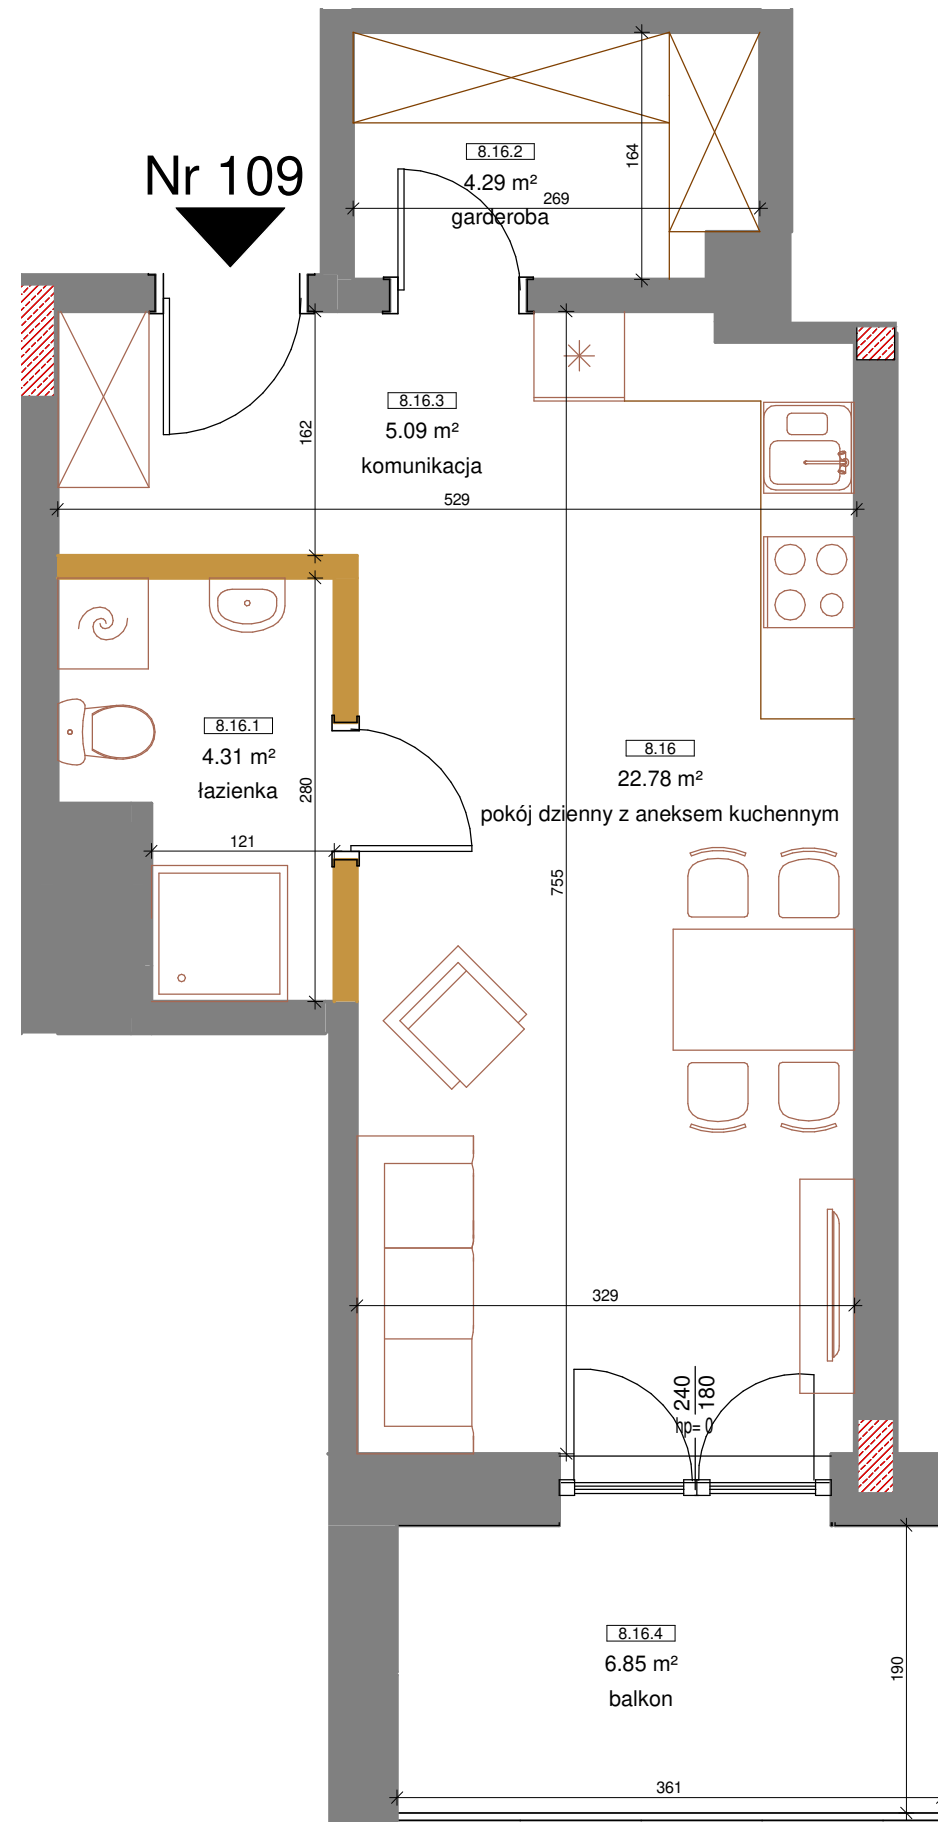 Nr 109
8.16.2
4.29 m²
garderoba
164
269
8.16.3
5.09 m²
komunikacja
162
529
8.16.1
4.31 m²
łazienka
280
121
8.16
22.78 m²
pokój dzienny z aneksem kuchennym
755
329
240
180
hp= 0
8.16.4
6.85 m²
balkon
190
361